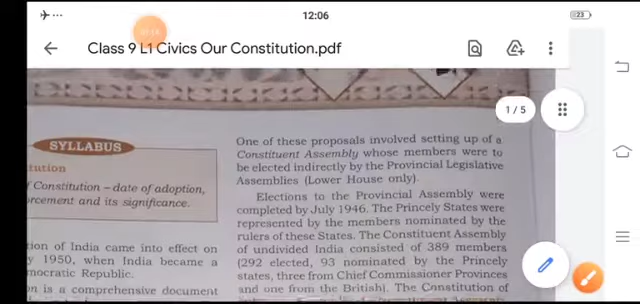 12:06
23
Class 9 L1 Civics Our Constitution.pdf
1 / 5
SYLLABUS
tution
f Constitution – date of adoption,
orcement and its significance.
tion of India came into effect on
y 1950, when India became a
mocratic Republic.
on is a comprehensive document
One of these proposals involved setting up of a
Constituent Assembly whose members were to
be elected indirectly by the Provincial Legislative
Assemblies (Lower House only).
Elections to the Provincial Assembly were
completed by July 1946. The Princely States were
represented by the members nominated by the
rulers of these States. The Constituent Assembly
of undivided India consisted of 389 members
(292 elected, 93 nominated by the Princely
states, three from Chief Commissioner Provinces
and one from the British). The Constitution of